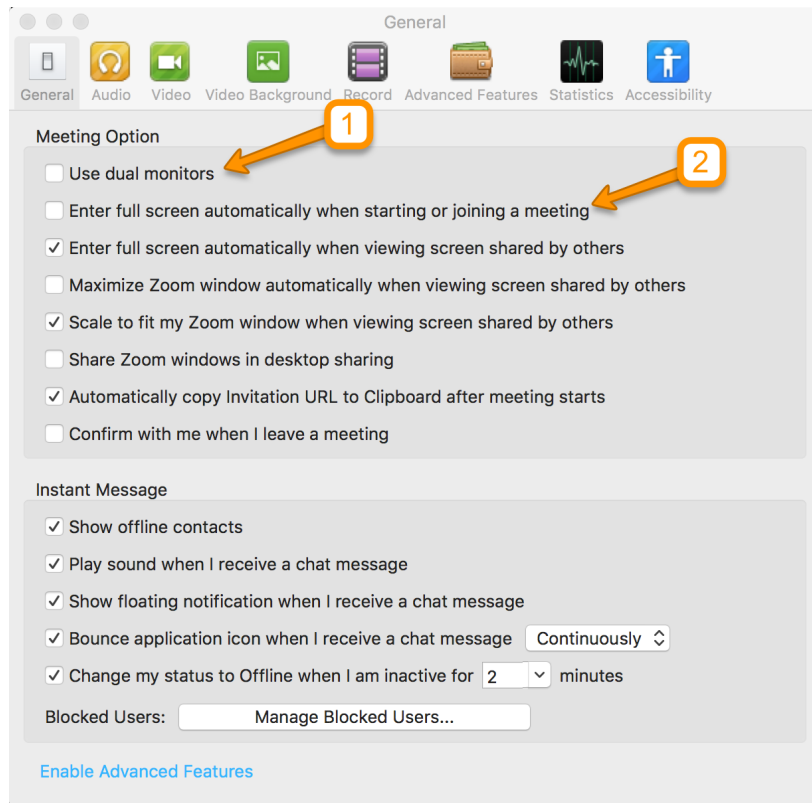 General
General Audio Video Video Background Record Advanced Features Statistics Accessibility
1
Meeting Option
2
Use dual monitors
Enter full screen automatically when starting or joining a meeting
Enter full screen automatically when viewing screen shared by others
Maximize Zoom window automatically when viewing screen shared by others
Scale to fit my Zoom window when viewing screen shared by others
Share Zoom windows in desktop sharing
Automatically copy Invitation URL to Clipboard after meeting starts
Confirm with me when I leave a meeting
Instant Message
Show offline contacts
Play sound when I receive a chat message
Show floating notification when I receive a chat message
Bounce application icon when I receive a chat message Continuously
Change my status to Offline when I am inactive for 2 minutes
Blocked Users: Manage Blocked Users...
Enable Advanced Features